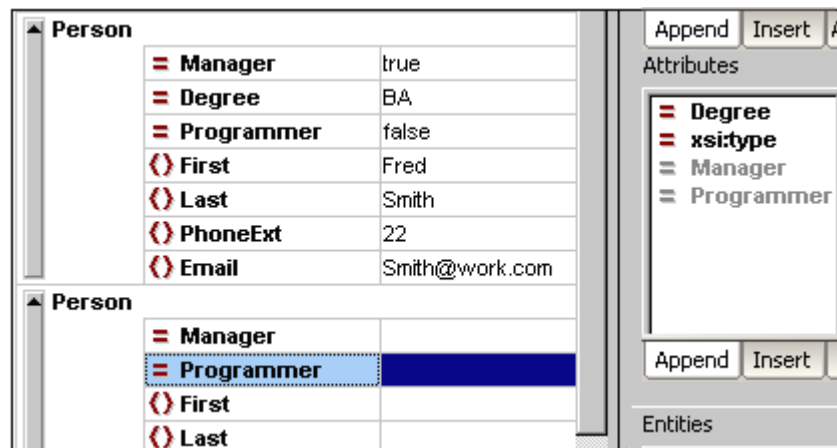 Person
= Manager true
= Degree BA
= Programmer false
() First Fred
() Last Smith
() PhoneExt 22
() Email Smith@work.com
Person
= Manager
= Programmer
() First
() Last
Append Insert
Attributes
= Degree
= xsi:type
= Manager
= Programmer
Append Insert
Entities